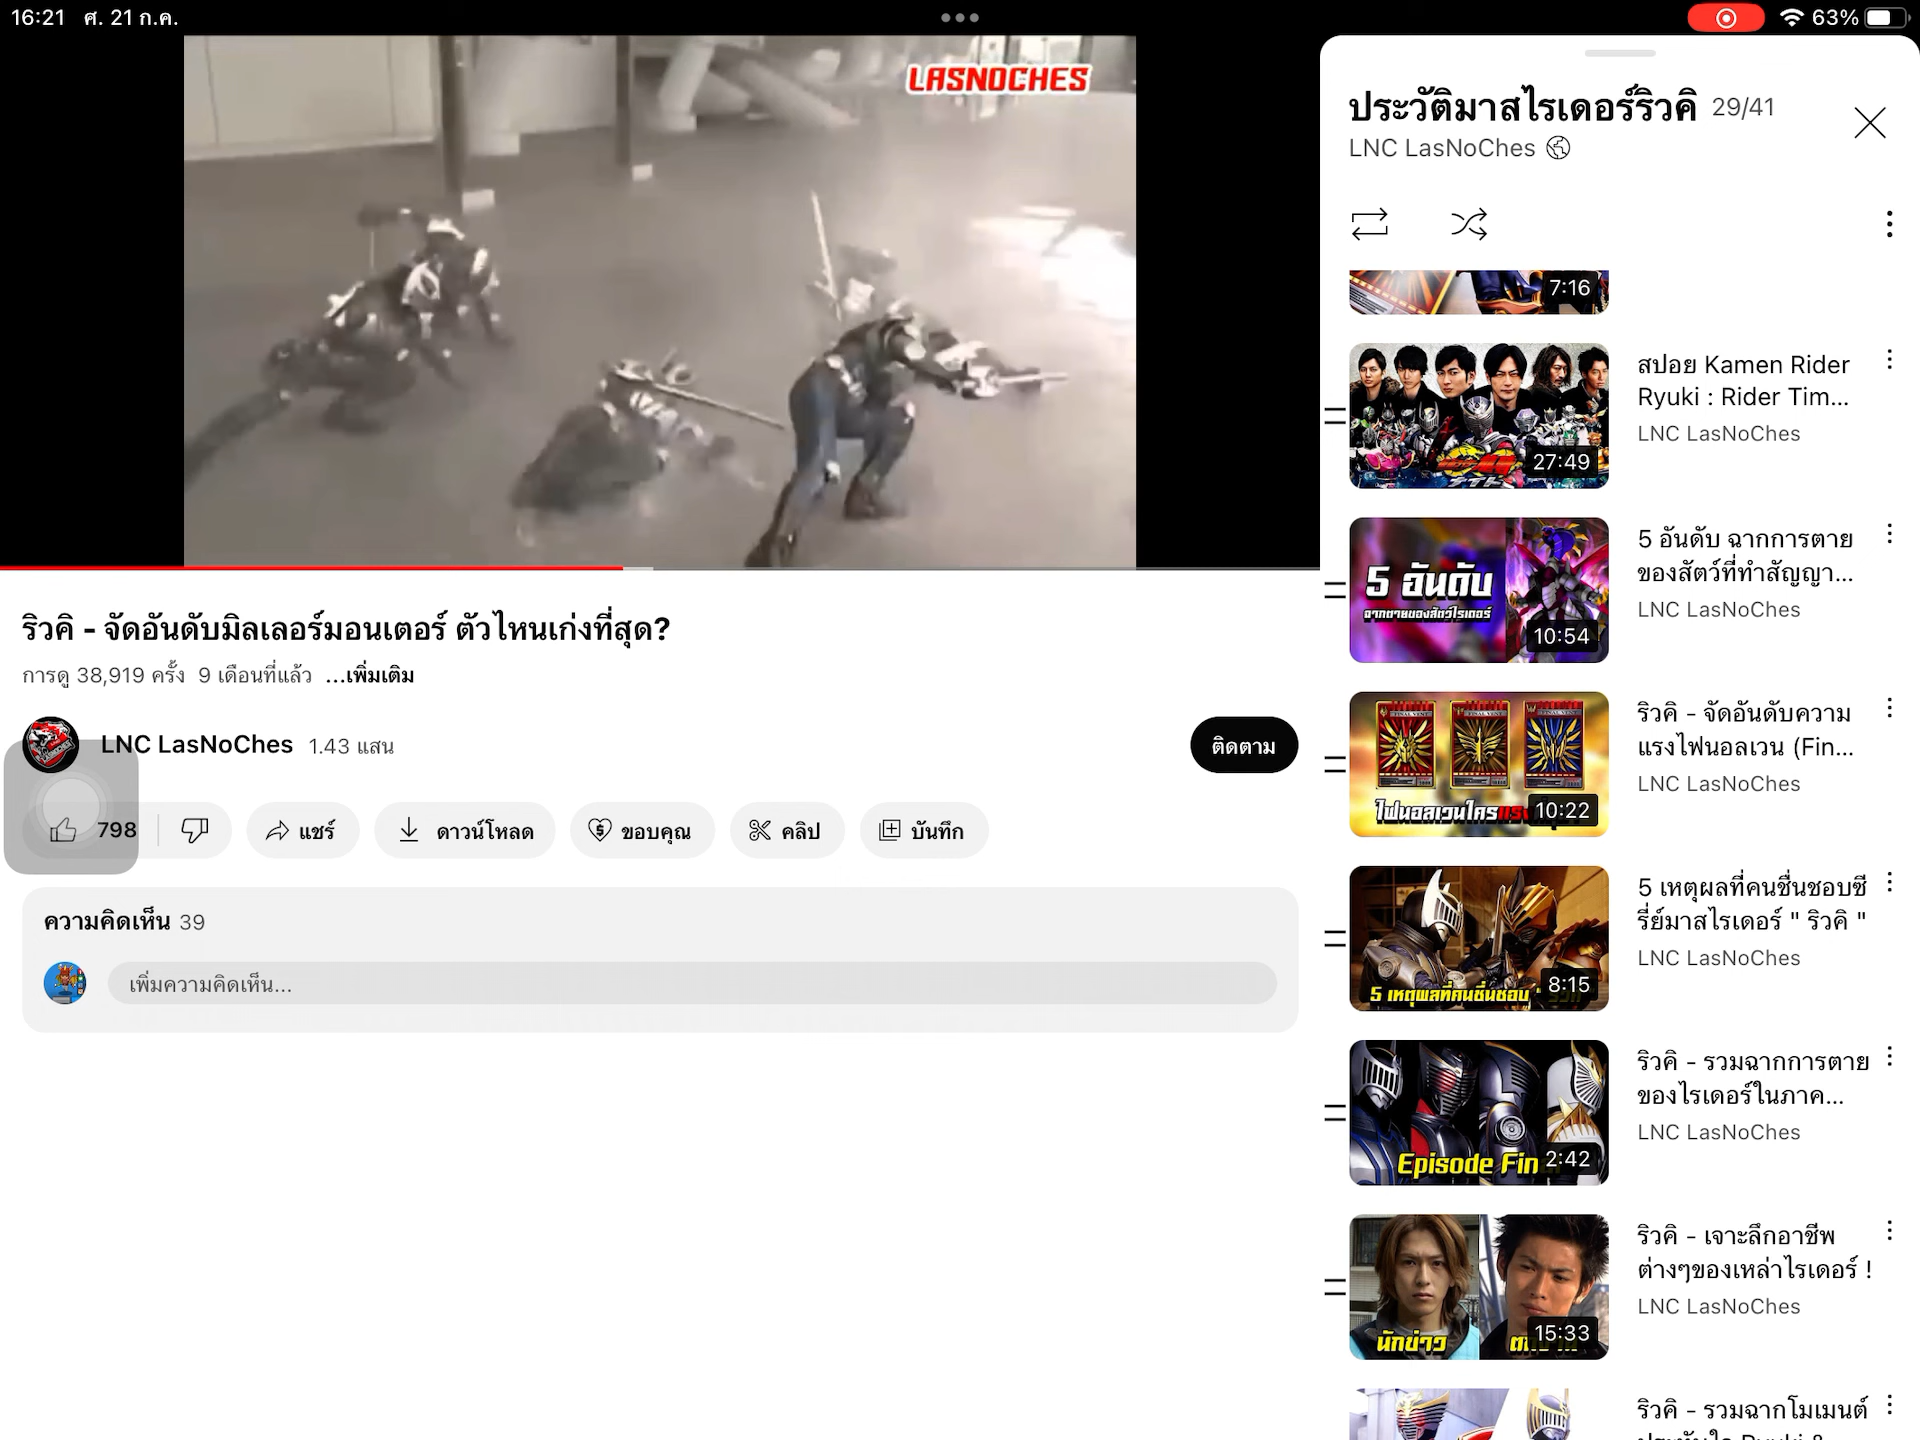 16:21 ศ. 21 ก.ค.
63%
LASNOCHES
ริวคิ - จัดอันดับมิลเลอร์มอนเตอร์ ตัวไหนเก่งที่สุด?
การดู 38,919 ครั้ง 9 เดือนที่แล้ว ...เพิ่มเติม
LNC LasNoChes 1.43 แสน
ติดตาม
798
แชร์
ดาวน์โหลด
ขอบคุณ
คลิป
บันทึก
ความคิดเห็น 39
เพิ่มความคิดเห็น...
ประวัติมาสไรเดอร์ริวคิ 29/41
LNC LasNoChes
7:16
27:49
สปอย Kamen Rider
Ryuki : Rider Tim...
LNC LasNoChes
5 อันดับ
ฉากตายของสัตว์ไรเดอร์
10:54
5 อันดับ ฉากการตาย
ของสัตว์ที่ทำสัญญา...
LNC LasNoChes
FINAL VENT
FINAL VENT
FINAL VENT
ไฟนอลเวนใครแรง
10:22
ริวคิ - จัดอันดับความ
แรงไฟนอลเวน (Fin...
LNC LasNoChes
5 เหตุผลที่คนชื่นชอบ " ริวคิ
8:15
5 เหตุผลที่คนชื่นชอบซี
รี่ย์มาสไรเดอร์ " ริวคิ "
LNC LasNoChes
Episode Final
2:42
ริวคิ - รวมฉากการตาย
ของไรเดอร์ในภาค...
LNC LasNoChes
นักข่าว
15:33
ริวคิ - เจาะลึกอาชีพ
ต่างๆของเหล่าไรเดอร์ !
LNC LasNoChes
ริวคิ - รวมฉากโมเมนต์